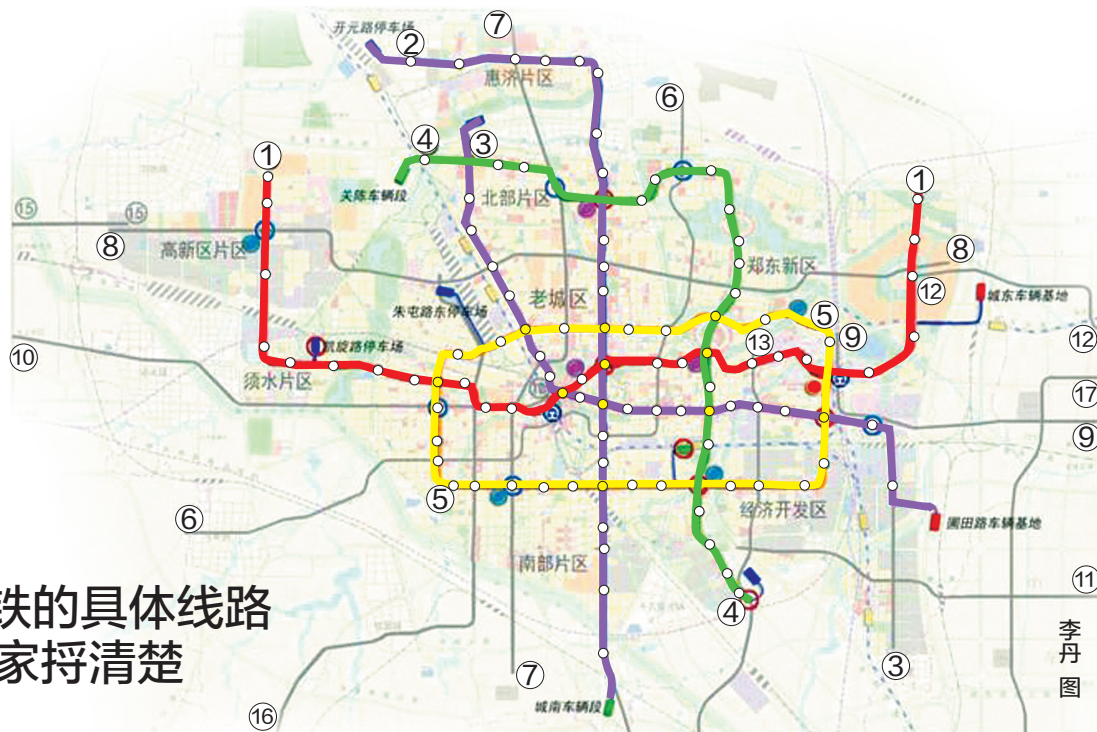 开元路停车场
⑦
②
惠济片区
⑥
④
③
①
关陈车辆段
北部片区
①
⑮
⑮
⑧
高新区片区
郑东新区
⑧
⑫
城东车辆基地
老城区
朱屯路东停车场
⑤
⑨
⑬
⑫
⑩
凯旋路停车场
须水片区
⑰
⑨
⑤
⑥
经济开发区
圃田路车辆基地
南部片区
⑪
④
铁的具体线路
家捋清楚
⑦
③
李丹 图
⑯
城南车辆段